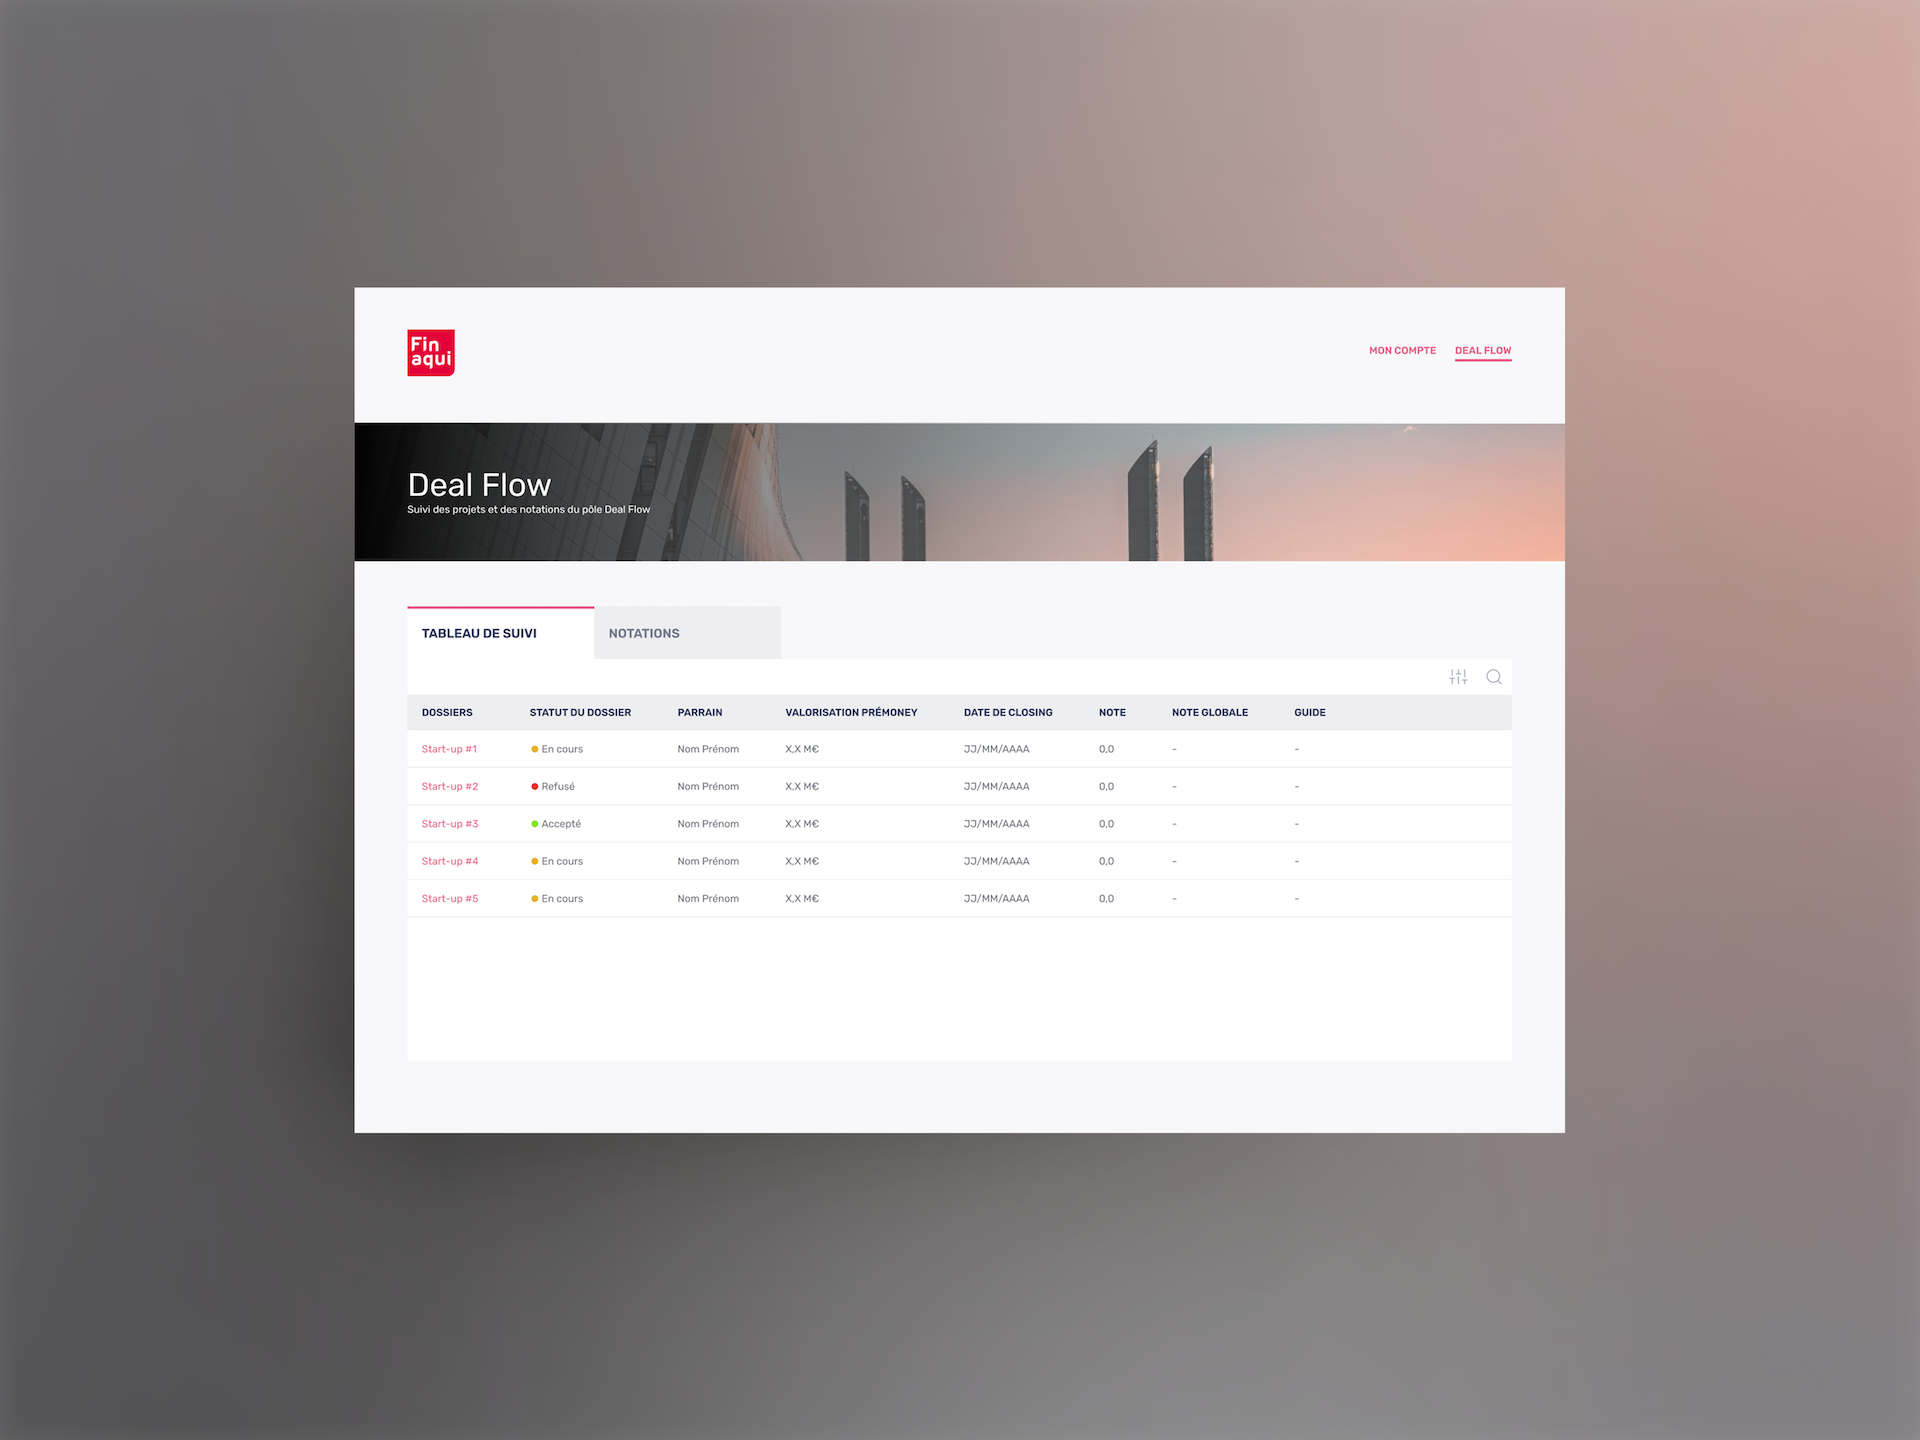 Fin
aqui
MON COMPTE DEAL FLOW
Deal Flow
Suivi des projets et des notations du pôle Deal Flow
TABLEAU DE SUIVI NOTATIONS
DOSSIERS STATUT DU DOSSIER PARRAIN VALORISATION PRÉMONEY DATE DE CLOSING NOTE NOTE GLOBALE GUIDE
Start-up #1 En cours Nom Prénom X,X M€ JJ/MM/AAAA 0,0 - -
Start-up #2 Refusé Nom Prénom X,X M€ JJ/MM/AAAA 0,0 - -
Start-up #3 Accepté Nom Prénom X,X M€ JJ/MM/AAAA 0,0 - -
Start-up #4 En cours Nom Prénom X,X M€ JJ/MM/AAAA 0,0 - -
Start-up #5 En cours Nom Prénom X,X M€ JJ/MM/AAAA 0,0 - -